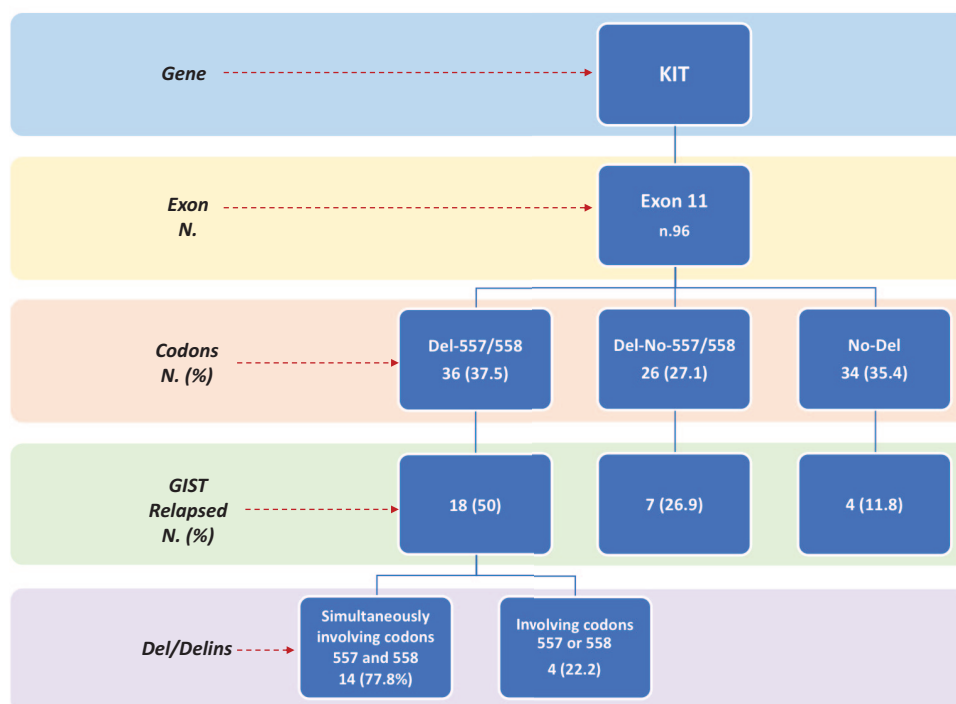 Gene
KIT
Exon
N.
Exon 11
n.96
Codons
N. (%)
Del-557/558
36 (37.5)
Del-No-557/558
26 (27.1)
No-Del
34 (35.4)
GIST
Relapsed
N. (%)
18 (50)
7 (26.9)
4 (11.8)
Del/Delins
Simultaneously
involving codons
557 and 558
14 (77.8%)
Involving codons
557 or 558
4 (22.2)